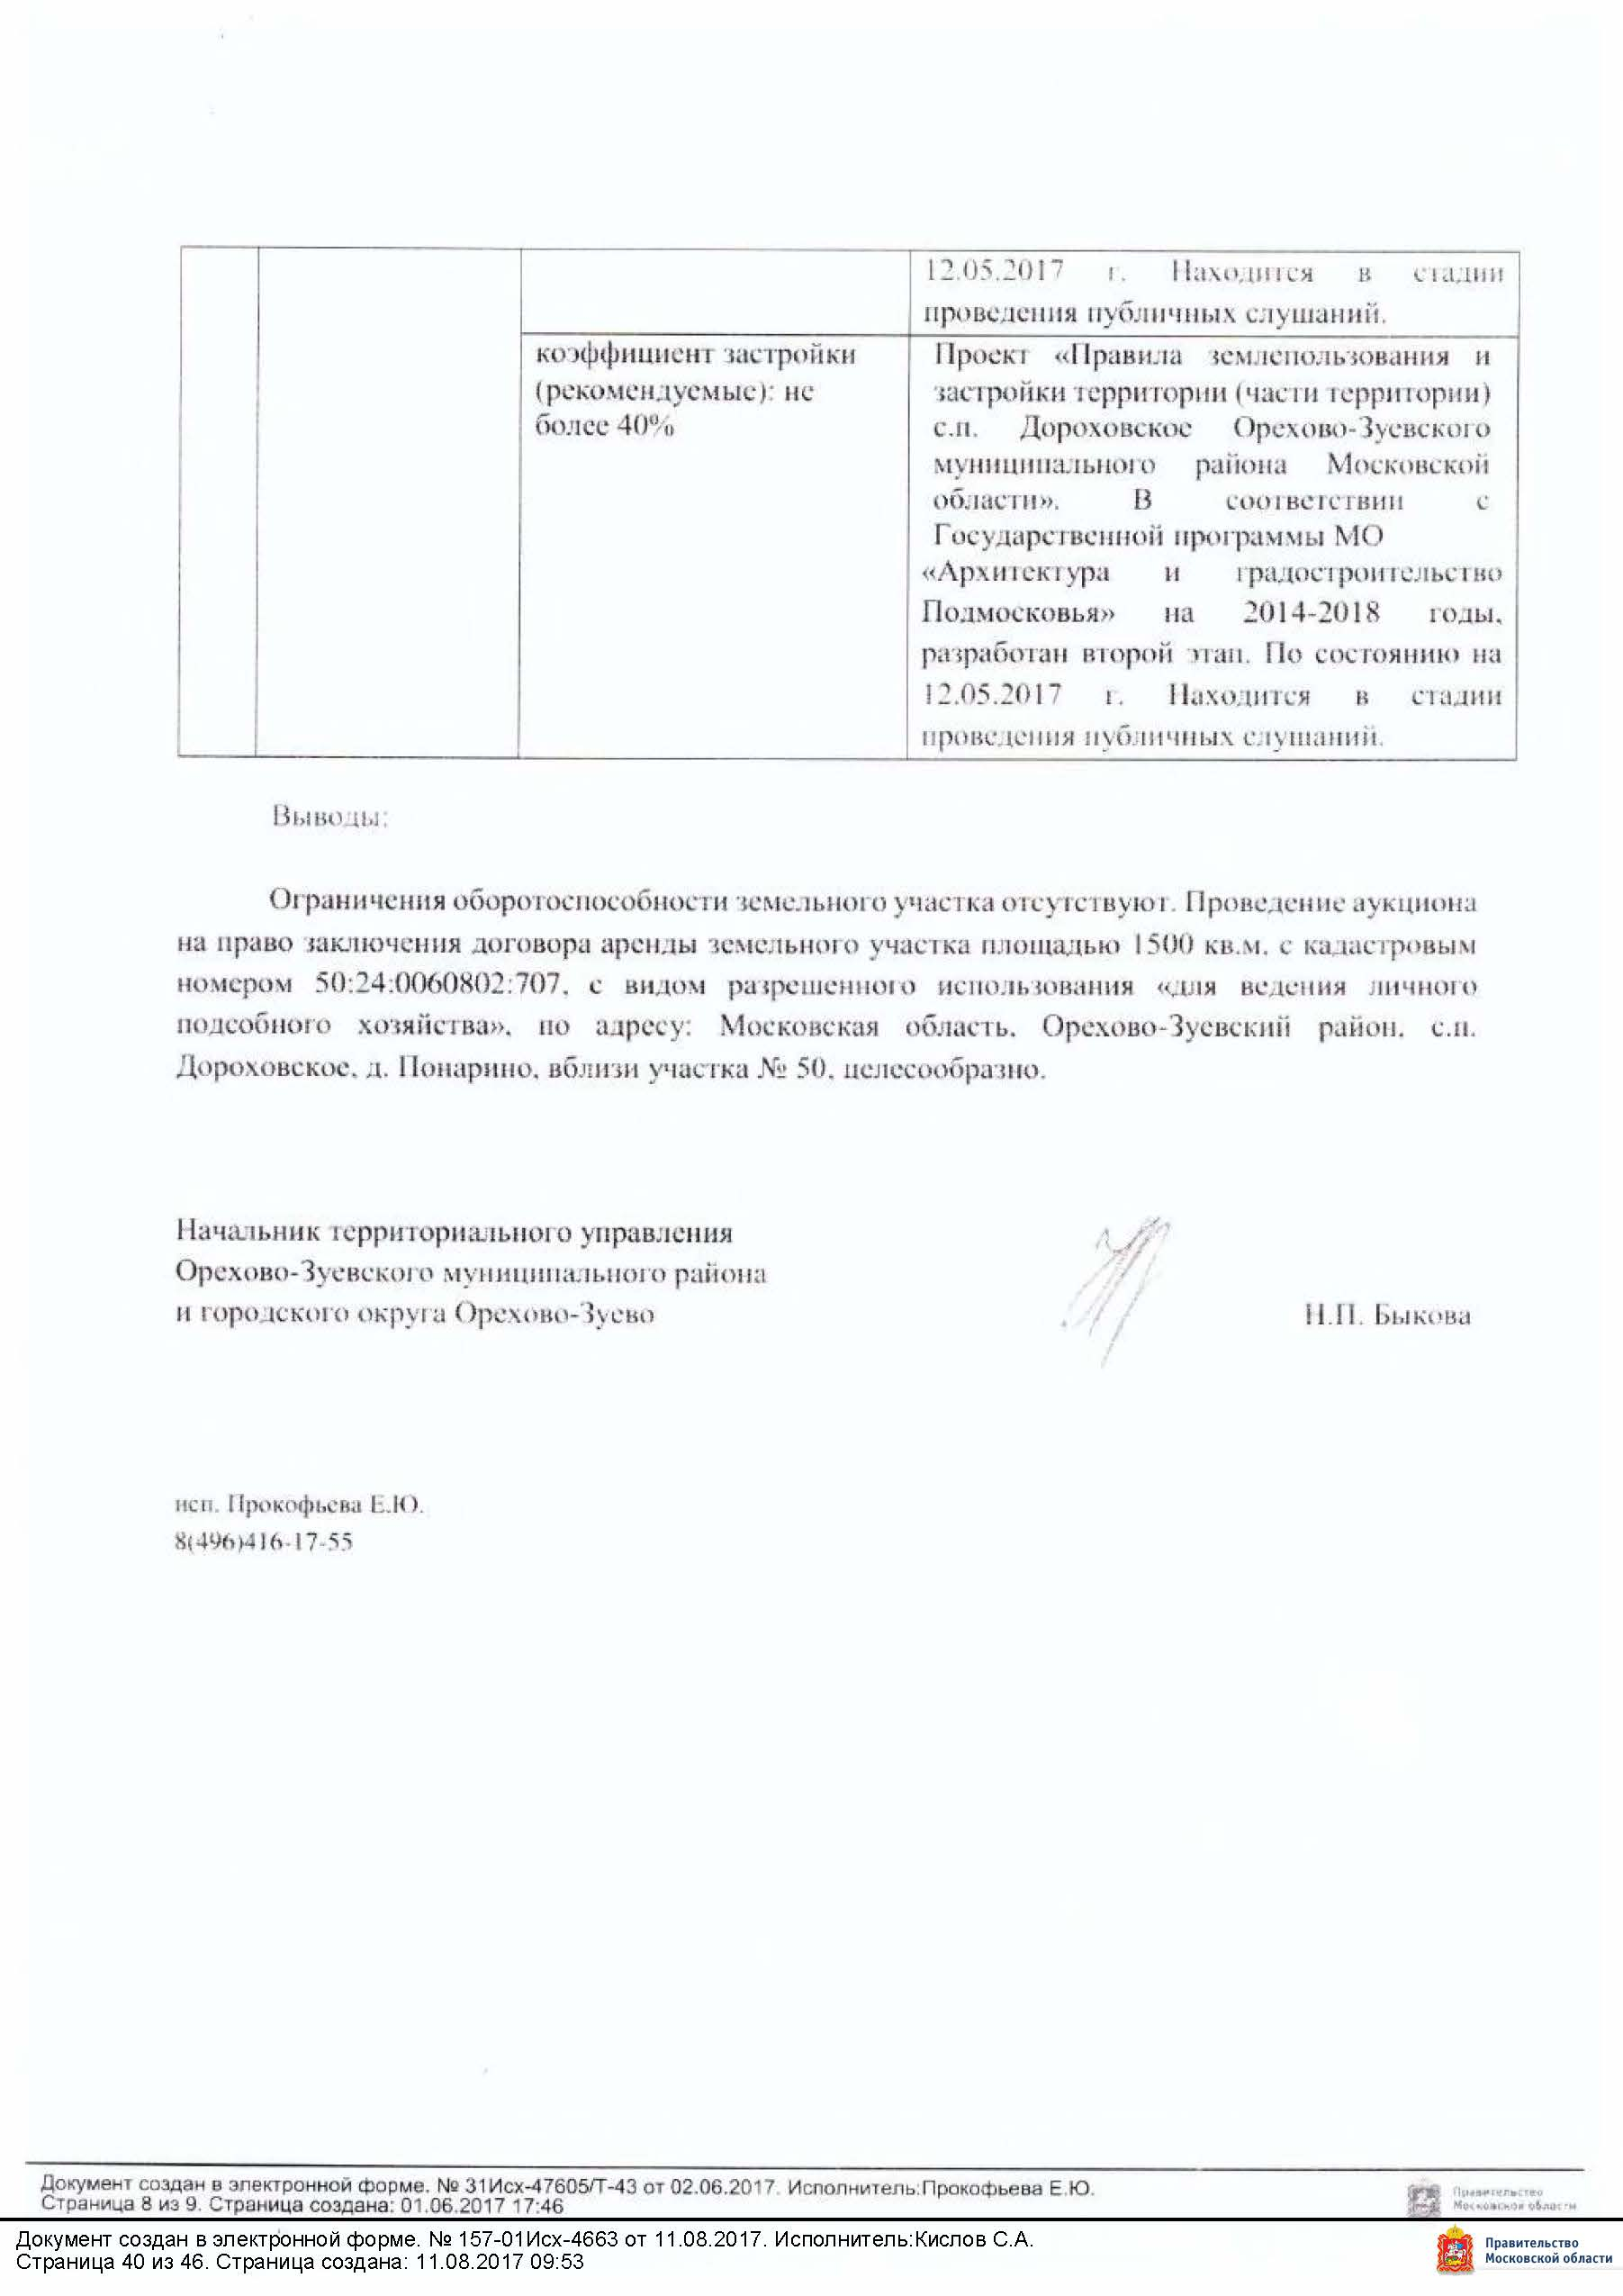 12.05.2017 г. Находится в стадии
проведения публичных слушаний.
коэффициент застройки
(рекомендуемые): не
более 40%
Проект «Правила землепользования и
застройки территории (части территории)
с.п. Дороховское Орехово-Зуевского
муниципального района Московской
области». В соответствии с
Государственной программы МО
«Архитектура и градостроительство
Подмосковья» на 2014-2018 годы,
разработан второй этап. По состоянию на
12.05.2017 г. Находится в стадии
проведения публичных слушаний.
Выводы:
Ограничения оборотоспособности земельного участка отсутствуют. Проведение аукциона
на право заключения договора аренды земельного участка площадью 1500 кв.м. с кадастровым
номером 50:24:0060802:707, с видом разрешенного использования «для ведения личного
подсобного хозяйства», по адресу: Московская область, Орехово-Зуевский район, с.п.
Дороховское, д. Понарино, вблизи участка № 50, целесообразно.
Начальник территориального управления
Орехово-Зуевского муниципального района
и городского округа Орехово-Зуево
Н.П. Быкова
исп. Прокофьева Е.Ю.
8(496)416-17-55
Документ создан в электронной форме. № 31Исх-47605/Т-43 от 02.06.2017. Исполнитель:Прокофьева Е.Ю.
Страница 8 из 9. Страница создана: 01.06.2017 17:46
Правительство
Московской области
Документ создан в электронной форме. № 157-01Исх-4663 от 11.08.2017. Исполнитель:Кислов С.А.
Страница 40 из 46. Страница создана: 11.08.2017 09:53
Правительство
Московской области